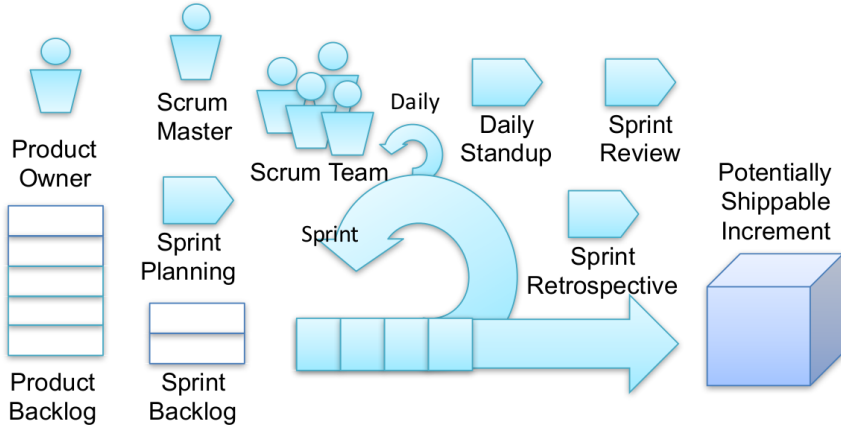 Product
Owner
Scrum
Master
Scrum Team
Daily
Daily
Standup
Sprint
Review
Sprint
Planning
Sprint
Sprint
Retrospective
Potentially
Shippable
Increment
Product
Backlog
Sprint
Backlog